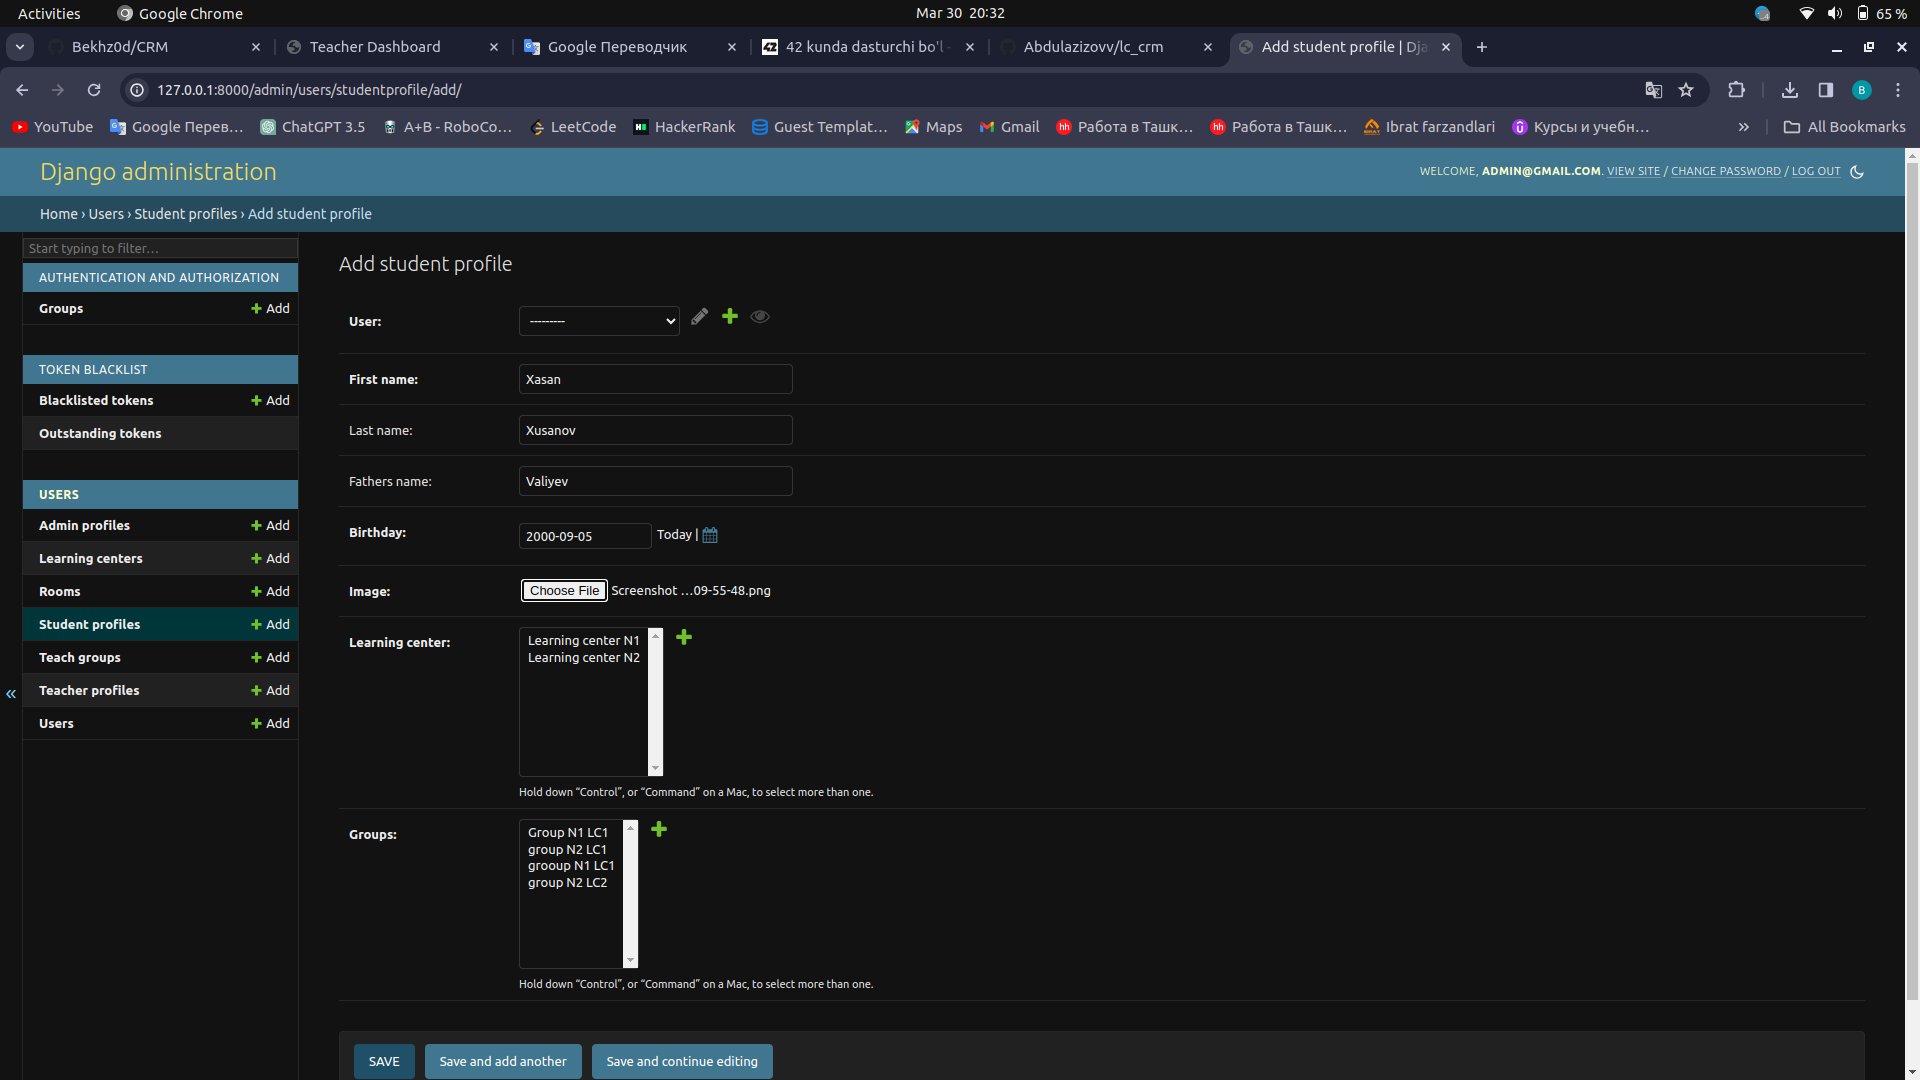 Activities Google Chrome Mar 30 20:32 65 %
Bekhz0d/CRM Teacher Dashboard Google Переводчик 42 kunda dasturchi bo'l - Abdulazizovv/lc_crm Add student profile | Dja
127.0.0.1:8000/admin/users/studentprofile/add/ B
YouTube Google Перев… ChatGPT 3.5 A+B - RoboCo… LeetCode HackerRank Guest Templat… Maps Gmail Работа в Ташк… Работа в Ташк… Ibrat farzandlari Курсы и учебн… » All Bookmarks
Django administration WELCOME, ADMIN@GMAIL.COM. VIEW SITE / CHANGE PASSWORD / LOG OUT
Home › Users › Student profiles › Add student profile
Start typing to filter…
AUTHENTICATION AND AUTHORIZATION
Groups Add
TOKEN BLACKLIST
Blacklisted tokens Add
Outstanding tokens
USERS
Admin profiles Add
Learning centers Add
Rooms Add
Student profiles Add
Teach groups Add
Teacher profiles Add
Users Add
«
Add student profile
User: ---------
First name: Xasan
Last name: Xusanov
Fathers name: Valiyev
Birthday: 2000-09-05 Today |
Image: Choose File Screenshot …09-55-48.png
Learning center: Learning center N1
Learning center N2
Hold down “Control”, or “Command” on a Mac, to select more than one.
Groups: Group N1 LC1
group N2 LC1
grooup N1 LC1
group N2 LC2
Hold down “Control”, or “Command” on a Mac, to select more than one.
SAVE Save and add another Save and continue editing